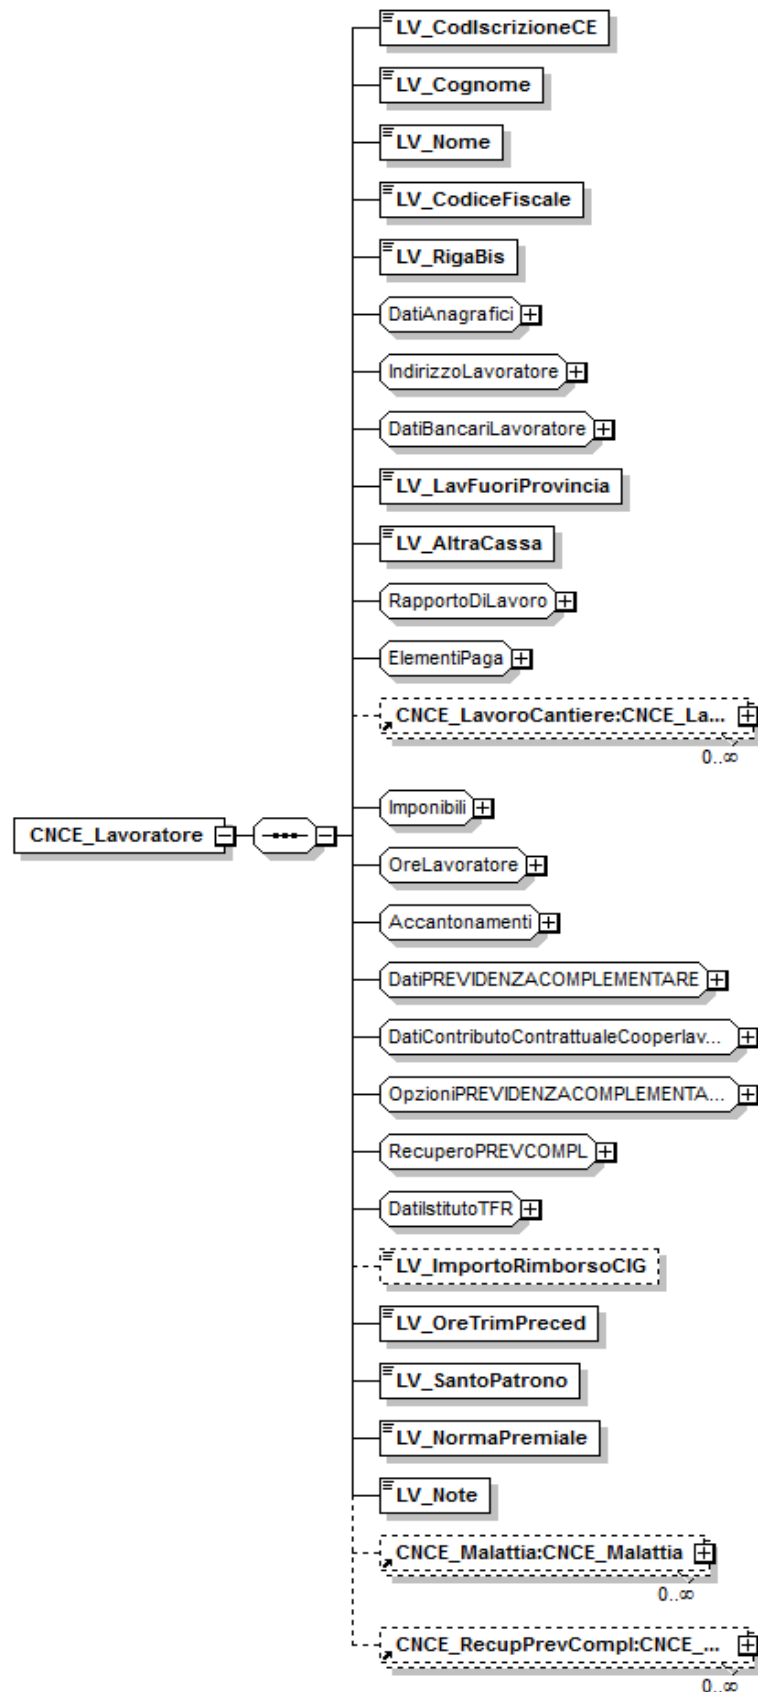 LV_CodIscrizioneCE
LV_Cognome
LV_Nome
LV_CodiceFiscale
LV_RigaBis
DatiAnagrafici
IndirizzoLavoratore
DatiBancariLavoratore
LV_LavFuoriProvincia
LV_AltraCassa
RapportoDiLavoro
ElementiPaga
CNCE_LavoroCantiere:CNCE_La...
0..∞
CNCE_Lavoratore
Imponibili
OreLavoratore
Accantonamenti
DatiPREVIDENZACOMPLEMENTARE
DatiContributoContrattualeCooperlav...
OpzioniPREVIDENZACOMPLEMENTA...
RecuperoPREVCOMPL
DatiIstitutoTFR
LV_ImportoRimborsoCIG
LV_OreTrimPreced
LV_SantoPatrono
LV_NormaPremiale
LV_Note
CNCE_Malattia:CNCE_Malattia
0..∞
CNCE_RecupPrevCompl:CNCE_...
0..∞